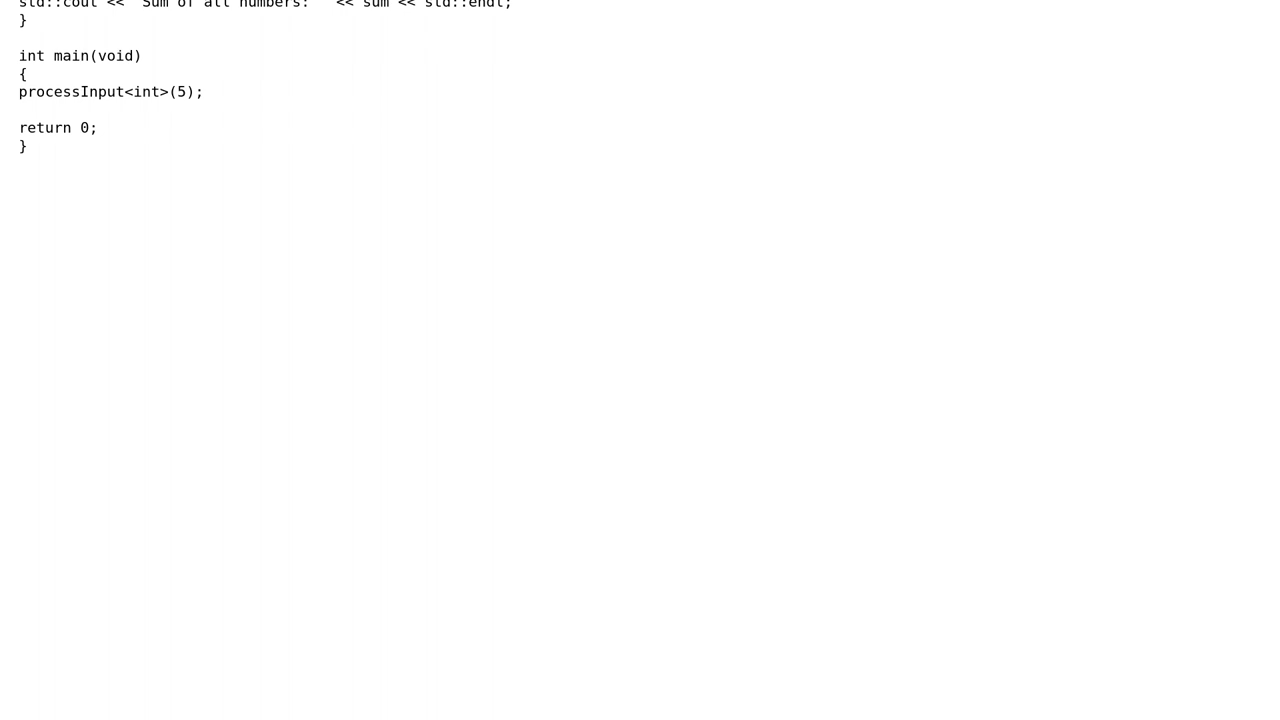 std::cout << "Sum of all numbers: " << sum << std::endl;
}

int main(void)
{
processInput<int>(5);

return 0;
}